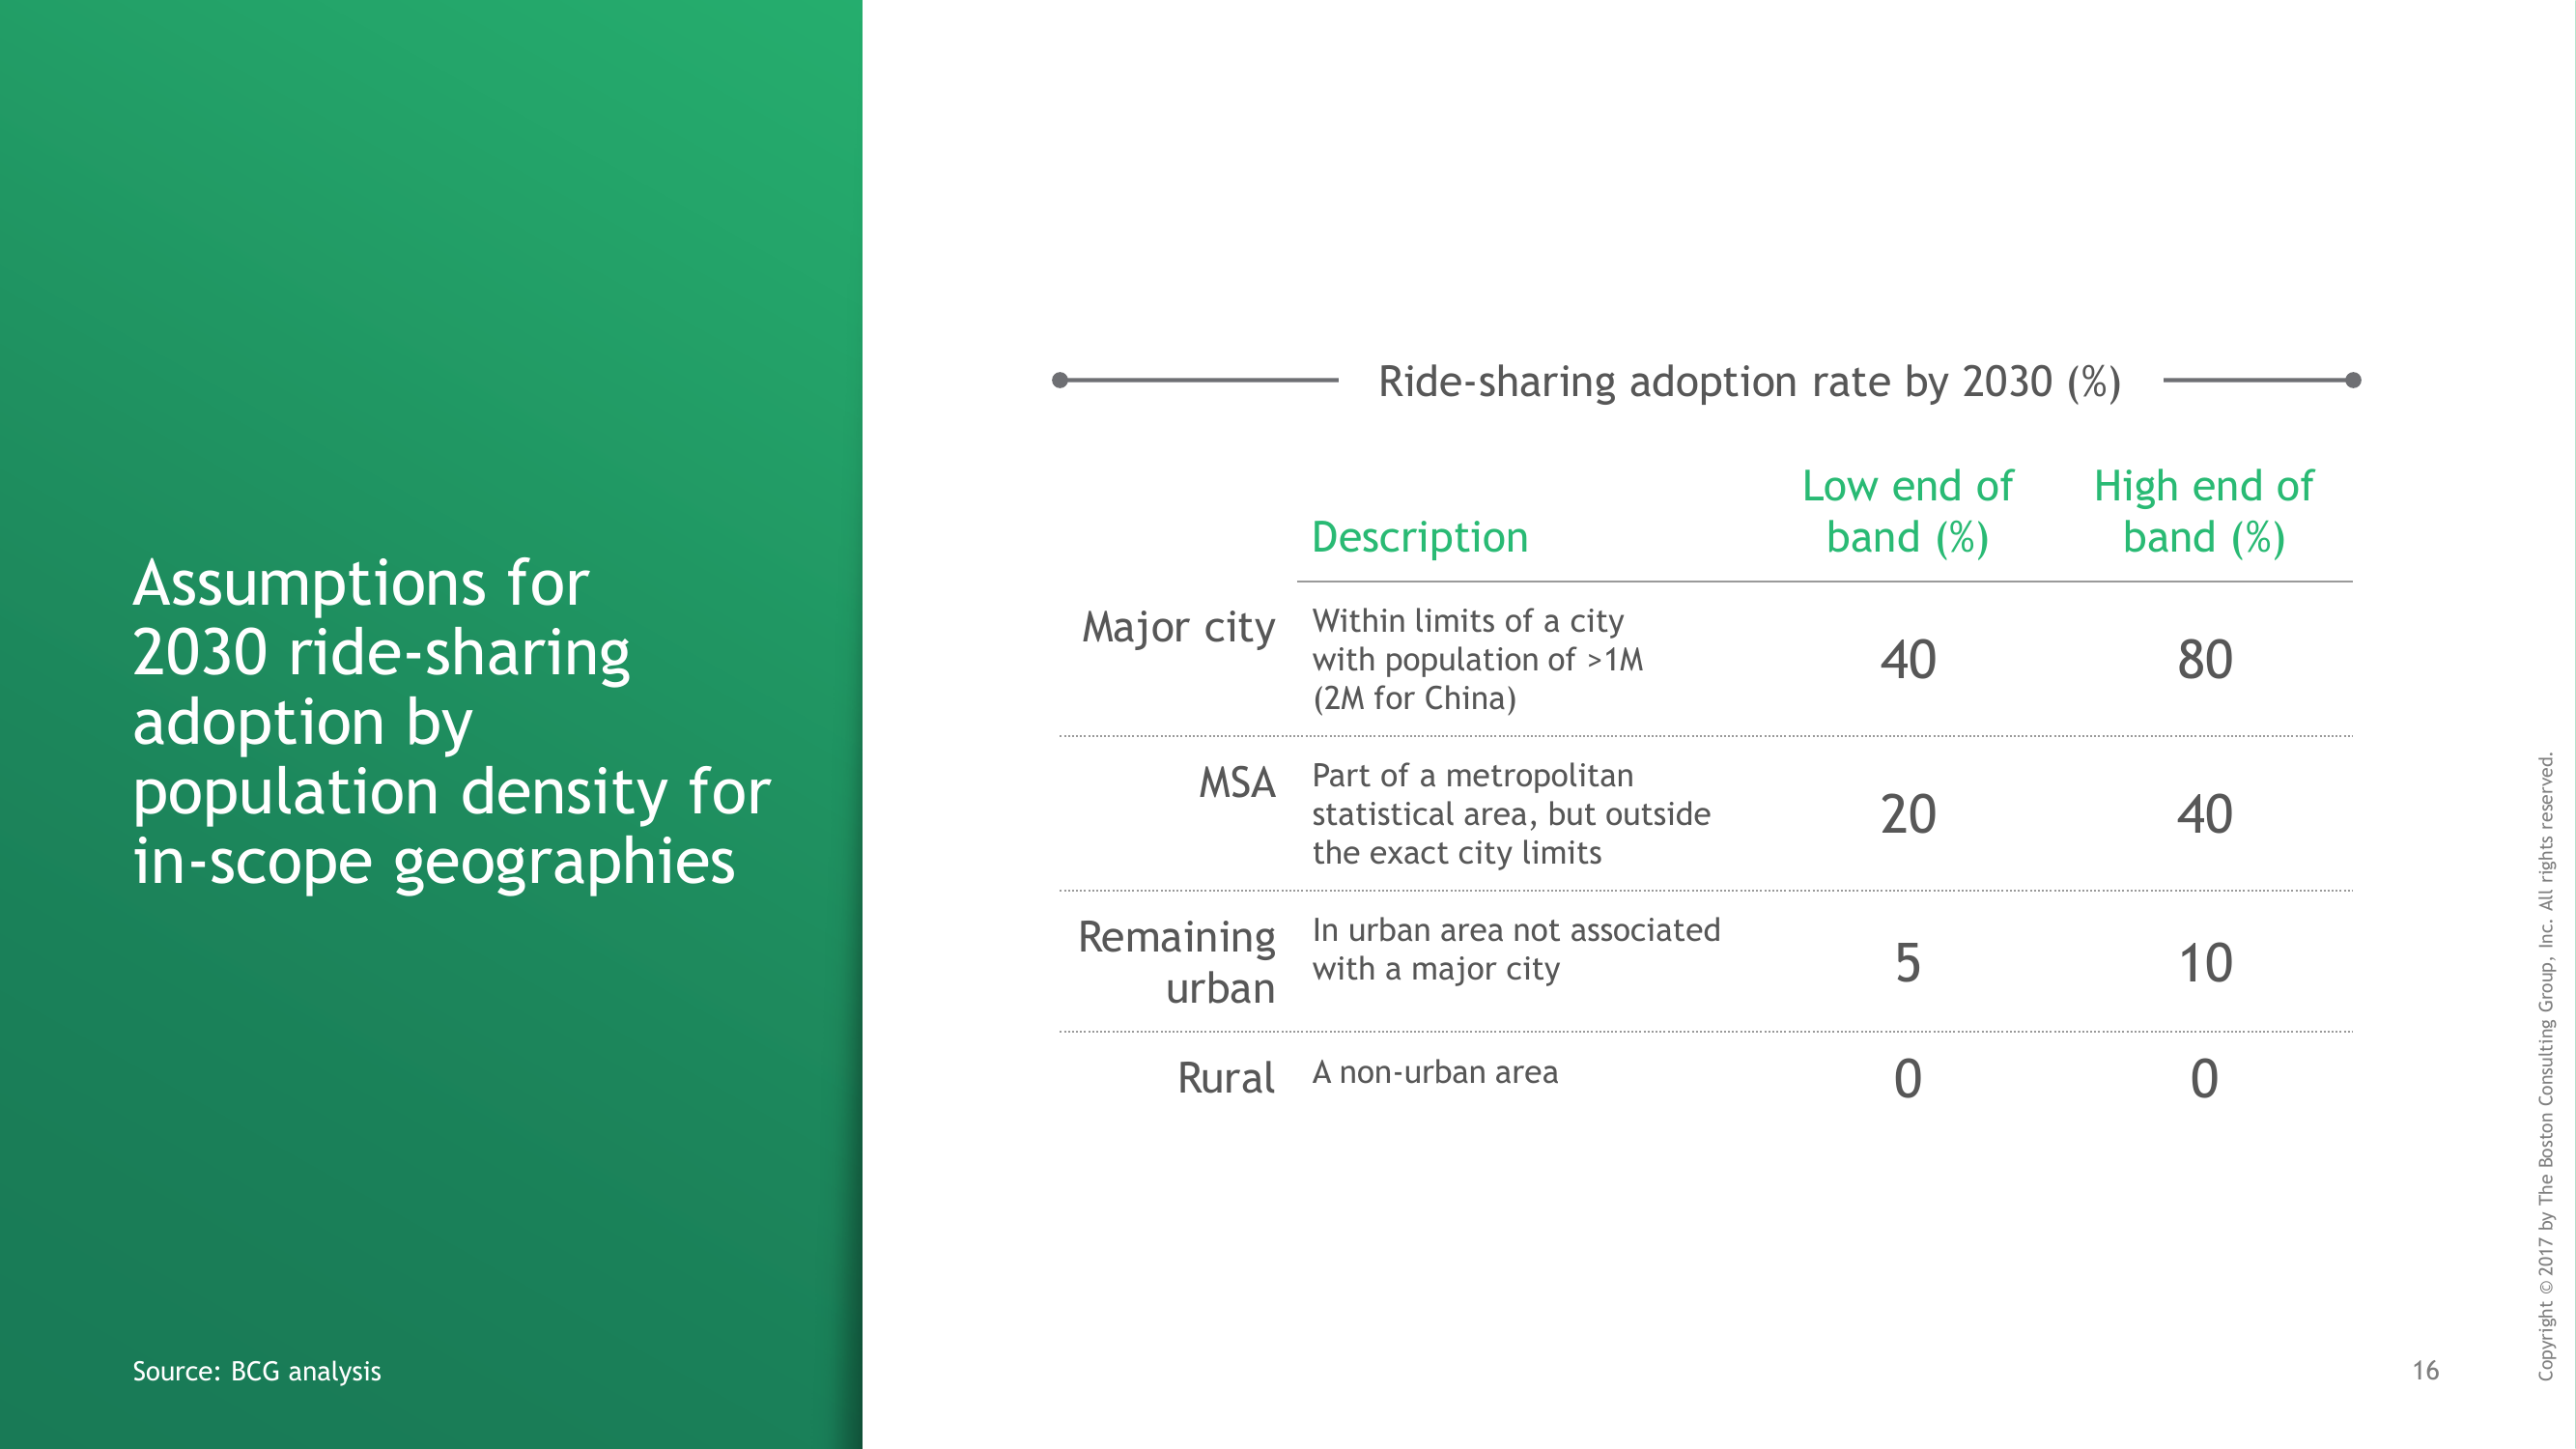 Assumptions for
2030 ride-sharing
adoption by
population density for
in-scope geographies
Source: BCG analysis
Ride-sharing adoption rate by 2030 (%)
Description
Low end of
band (%)
High end of
band (%)
Major city
Within limits of a city
with population of >1M
(2M for China)
40
80
MSA
Part of a metropolitan
statistical area, but outside
the exact city limits
20
40
Remaining
urban
In urban area not associated
with a major city
5
10
Rural
A non-urban area
0
0
16
Copyright © 2017 by The Boston Consulting Group, Inc. All rights reserved.